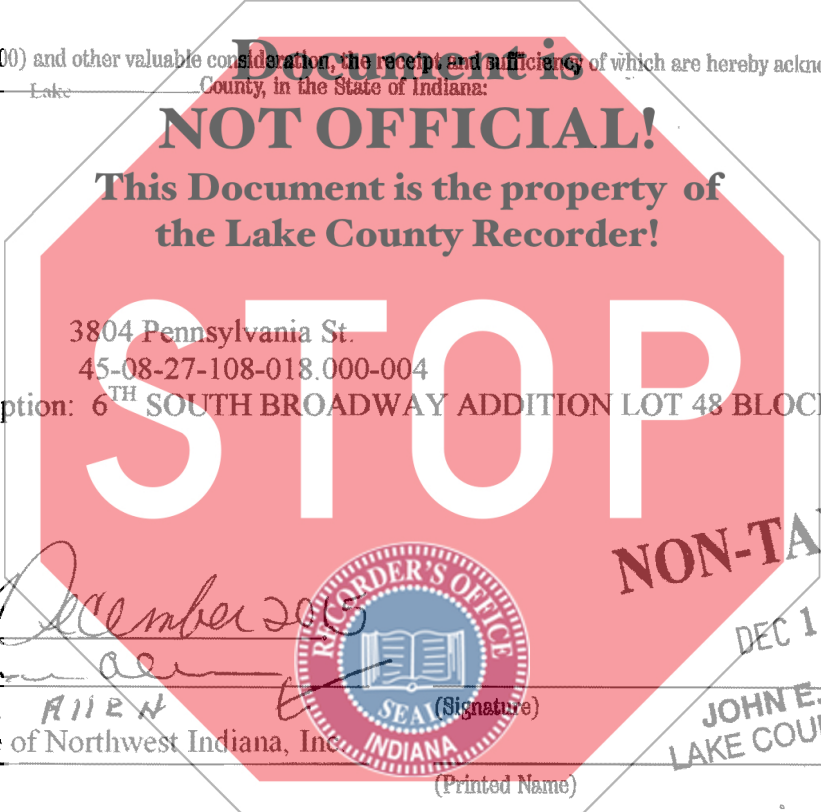 00) and other valuable consideration, the receipt and sufficiency of which are hereby ackno
Lake County, in the State of Indiana:
Document is
NOT OFFICIAL!
This Document is the property of
the Lake County Recorder!
STOP
3804 Pennsylvania St.
45-08-27-108-018.000-004
ption: 6TH SOUTH BROADWAY ADDITION LOT 48 BLOC
NON-TA
December 2015
DEC 1
RECORDER'S OFFICE
SEAL
INDIANA
Allen
(Signature)
JOHN E.
of Northwest Indiana, Inc.
LAKE COU
(Printed Name)